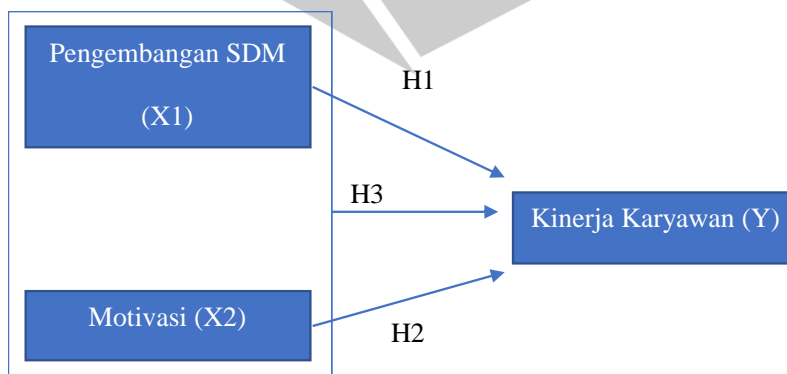 Pengembangan SDM
(X1)
H1
H3
Kinerja Karyawan (Y)
Motivasi (X2)
H2